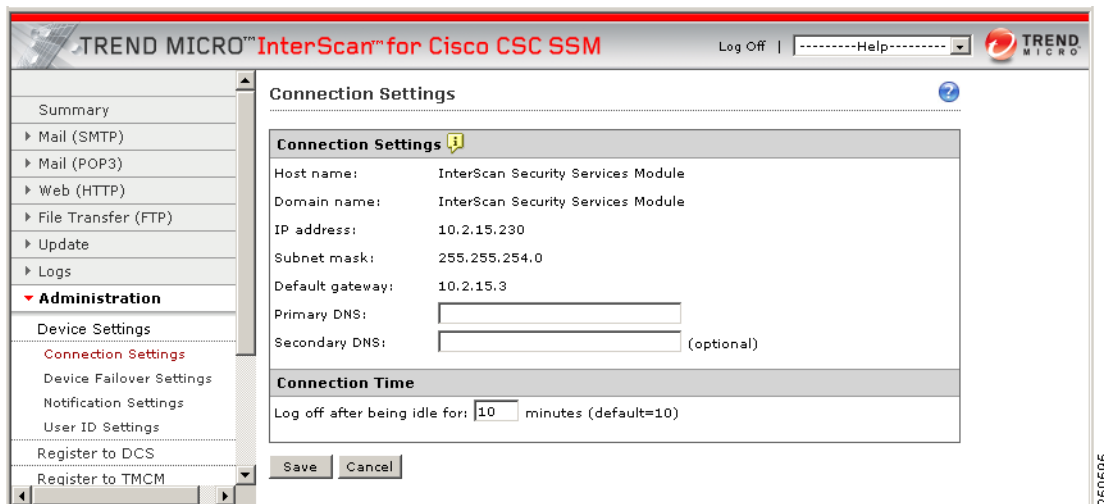 TREND MICRO™ InterScan™ for Cisco CSC SSM
Log Off | ---------Help---------
TREND MICRO
Summary
Mail (SMTP)
Mail (POP3)
Web (HTTP)
File Transfer (FTP)
Update
Logs
Administration
Device Settings
Connection Settings
Device Failover Settings
Notification Settings
User ID Settings
Register to DCS
Register to TMCM
Connection Settings
?
Connection Settings
Host name: InterScan Security Services Module
Domain name: InterScan Security Services Module
IP address: 10.2.15.230
Subnet mask: 255.255.254.0
Default gateway: 10.2.15.3
Primary DNS:
Secondary DNS: (optional)
Connection Time
Log off after being idle for: 10 minutes (default=10)
Save Cancel